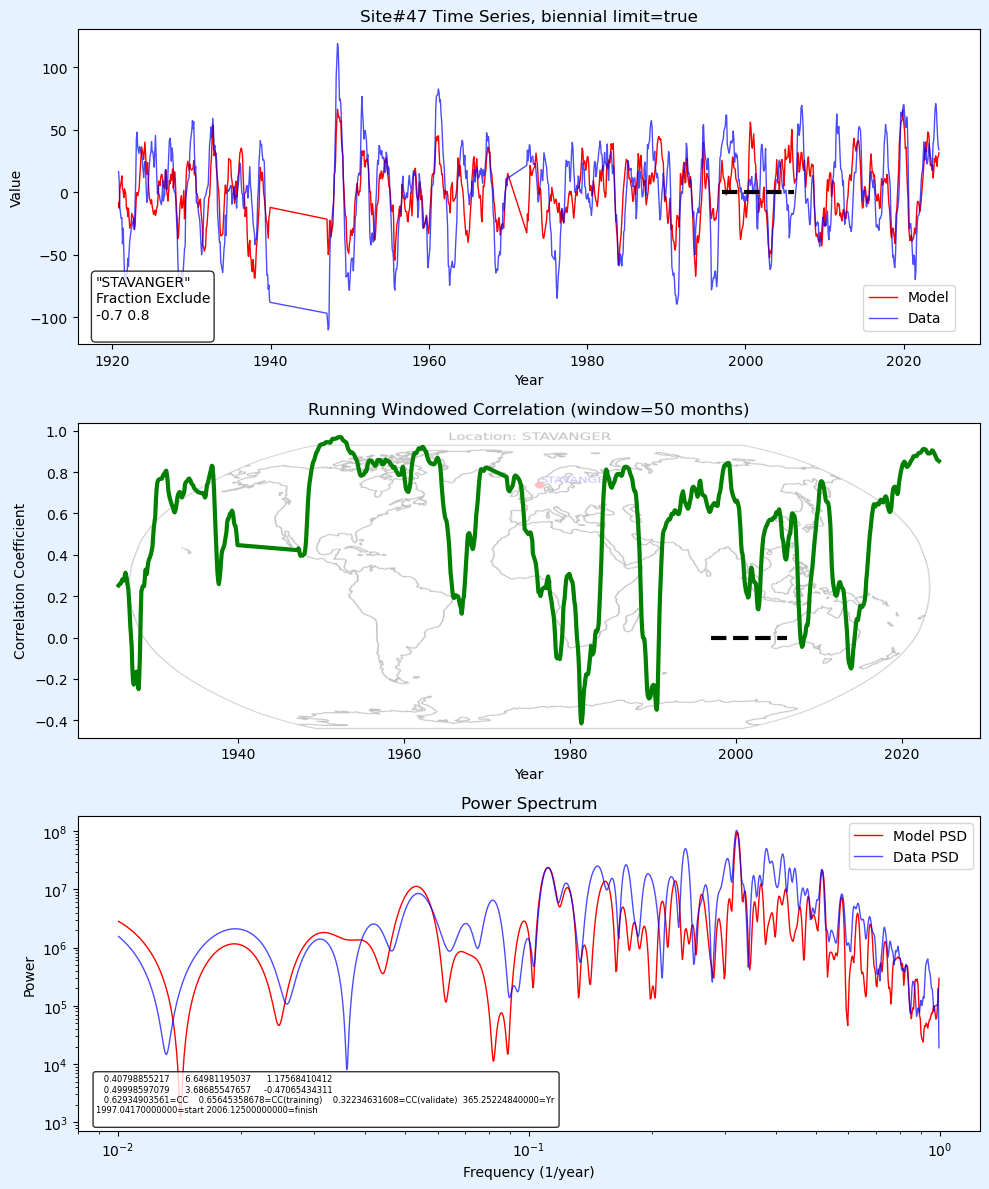 Site#47 Time Series, biennial limit=true
Value
100
50
0
−50
−100
"STAVANGER"
Fraction Exclude
-0.7 0.8
Model
Data
1920 1940 1960 1980 2000 2020
Year
Running Windowed Correlation (window=50 months)
Location: STAVANGER
STAVANGER
Correlation Coefficient
1.0
0.8
0.6
0.4
0.2
0.0
−0.2
−0.4
1940 1960 1980 2000 2020
Year
Power Spectrum
Model PSD
Data PSD
Power
10^8
10^7
10^6
10^5
10^4
10^3
0.40798855217 6.64981195037 1.17568410412
0.49998597079 3.68685547657 -0.47065434311
0.62934903561=CC 0.65645358678=CC(training) 0.32234631608=CC(validate) 365.25224840000=Yr
1997.04170000000=start 2006.12500000000=finish
10^−2 10^−1 10^0
Frequency (1/year)